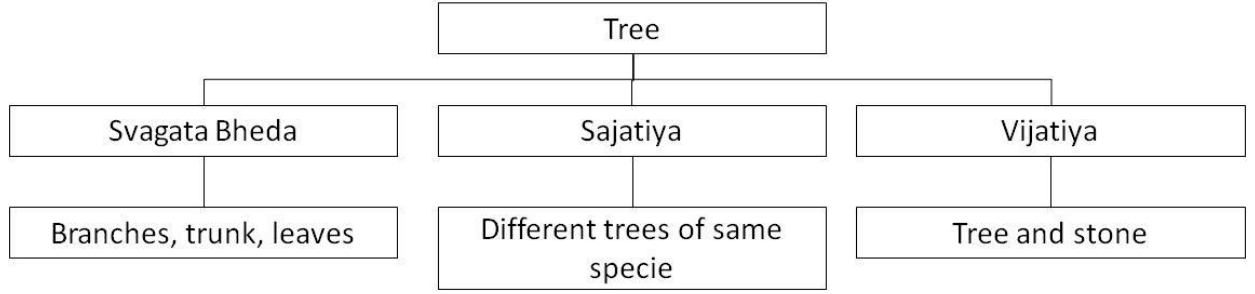 Tree
Svagata Bheda
Sajatiya
Vijatiya
Branches, trunk, leaves
Different trees of same
specie
Tree and stone